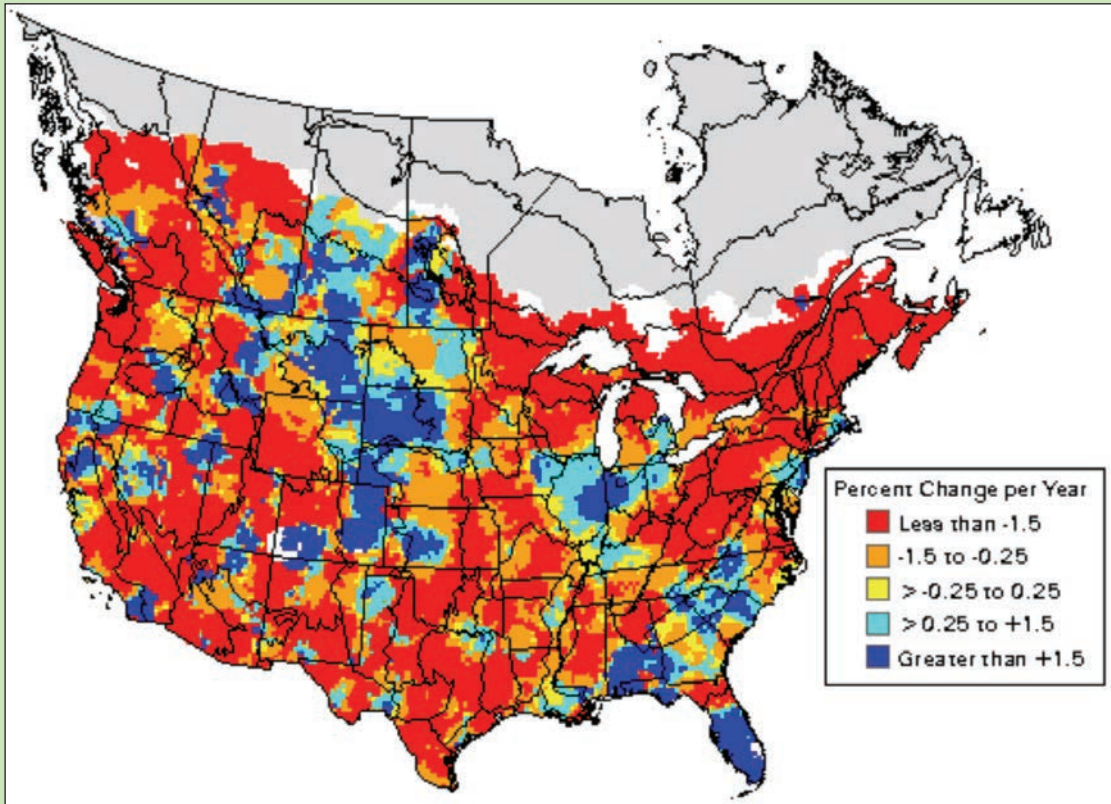 Percent Change per Year
Less than -1.5
-1.5 to -0.25
> -0.25 to 0.25
> 0.25 to +1.5
Greater than +1.5